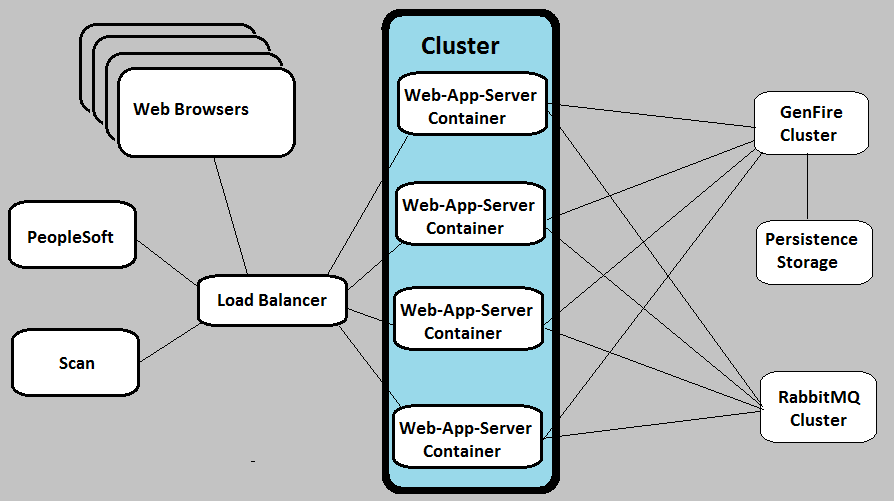 Web Browsers
PeopleSoft
Scan
Load Balancer
Cluster
Web-App-Server
Container
Web-App-Server
Container
Web-App-Server
Container
Web-App-Server
Container
GenFire
Cluster
Persistence
Storage
RabbitMQ
Cluster